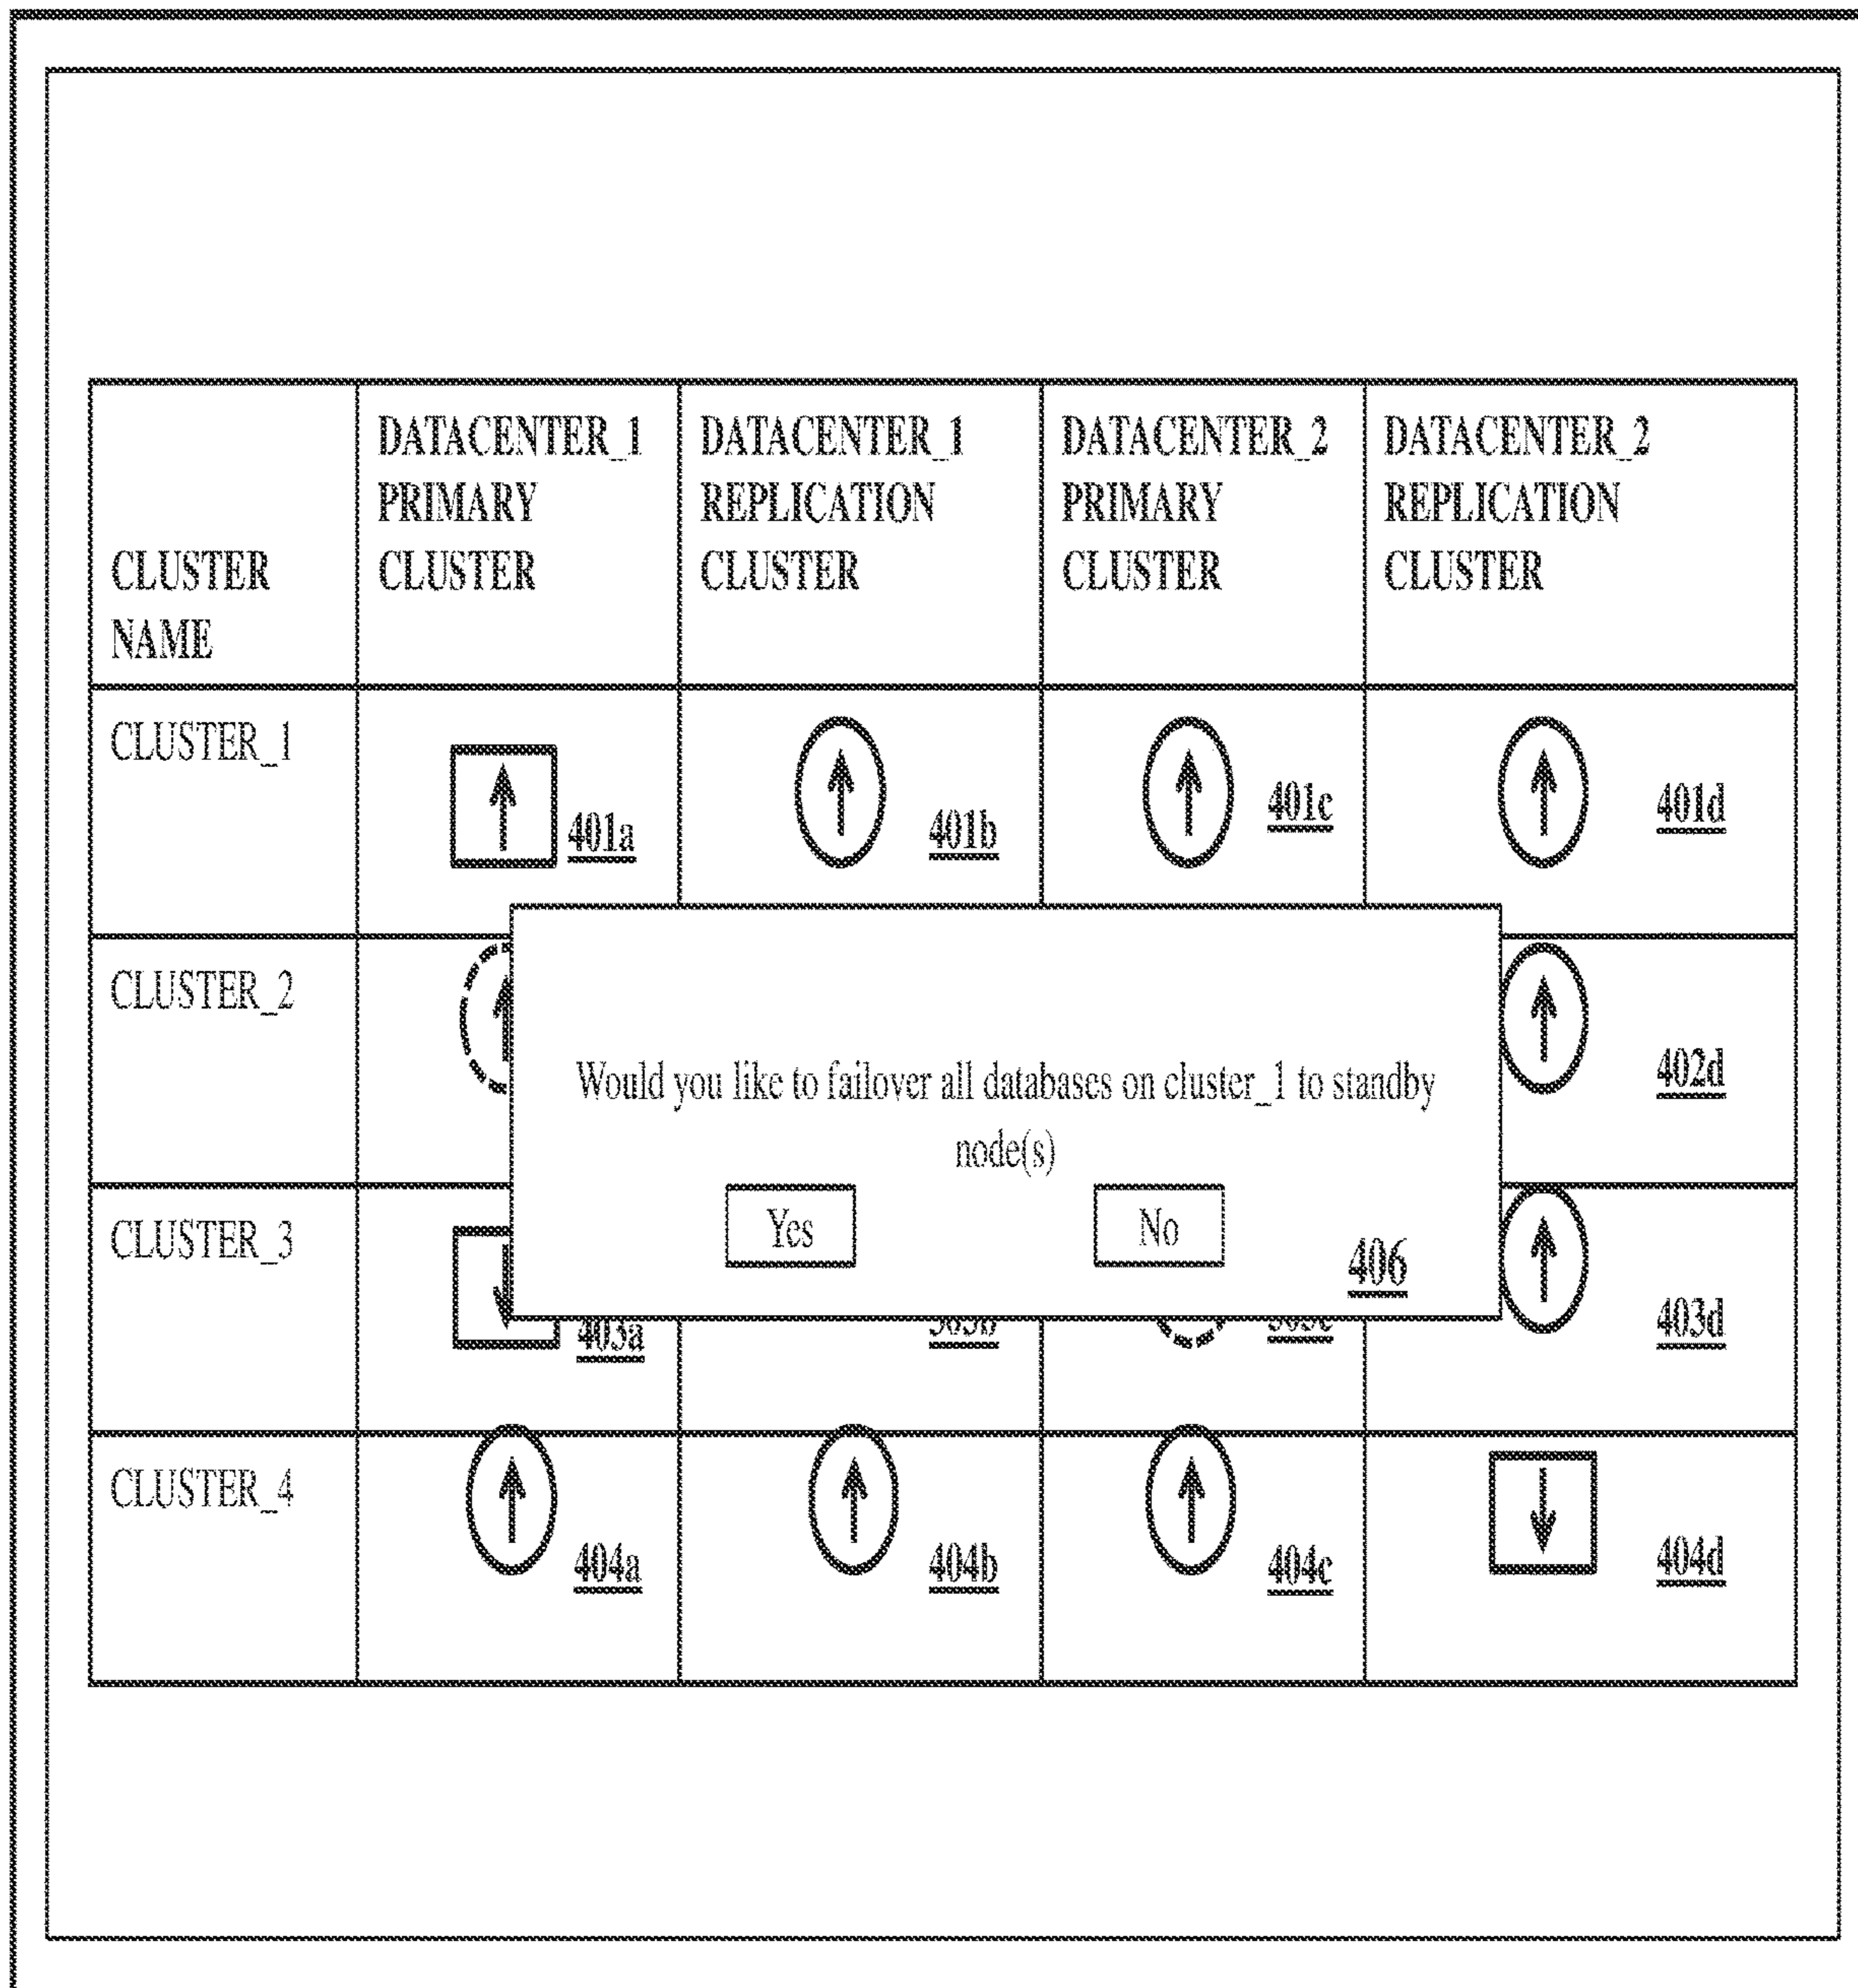 CLUSTER
NAME
DATACENTER_1
PRIMARY
CLUSTER
DATACENTER_1
REPLICATION
CLUSTER
DATACENTER_2
PRIMARY
CLUSTER
DATACENTER_2
REPLICATION
CLUSTER
CLUSTER_1
401a
401b
401c
401d
CLUSTER_2
402d
Would you like to failover all databases on cluster_1 to standby
node(s)
Yes
No
406
CLUSTER_3
403a
403d
CLUSTER_4
404a
404b
404c
404d